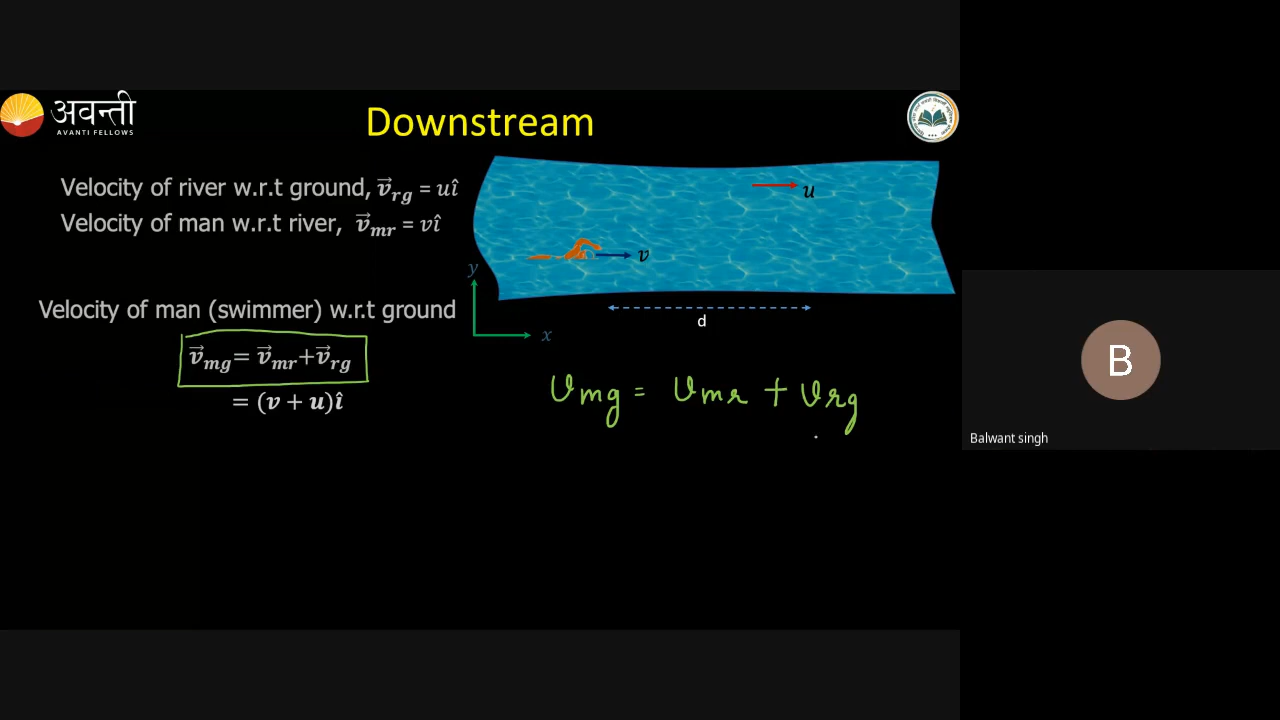 अवन्ती
AVANTI FELLOWS
Downstream
Velocity of river w.r.t ground, v⃗rg = uî
Velocity of man w.r.t river, v⃗mr = vî
u
v
y
x
d
Velocity of man (swimmer) w.r.t ground
v⃗mg= v⃗mr+v⃗rg
= (v + u)î
vmg = vmr + vrg
B
Balwant singh